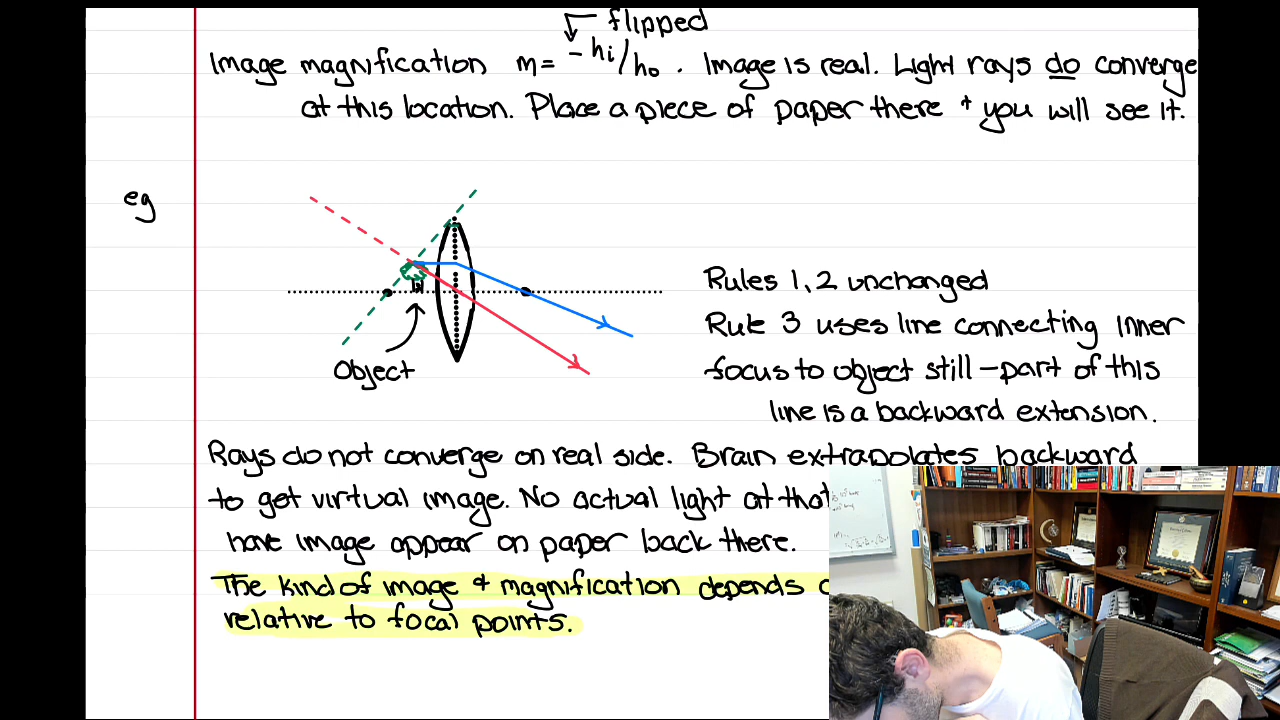 flipped
Image magnification m= -hi/ho . Image is real. Light rays do converge
at this location. Place a piece of paper there + you will see it.
eg
Rules 1,2 unchanged
Rule 3 uses line connecting inner
focus to object still - part of this
line is a backward extension.
Object
Rays do not converge on real side. Brain extrapolates backward
to get virtual image. No actual light at that
have image appear on paper back there.
The kind of image + magnification depends
relative to focal points.